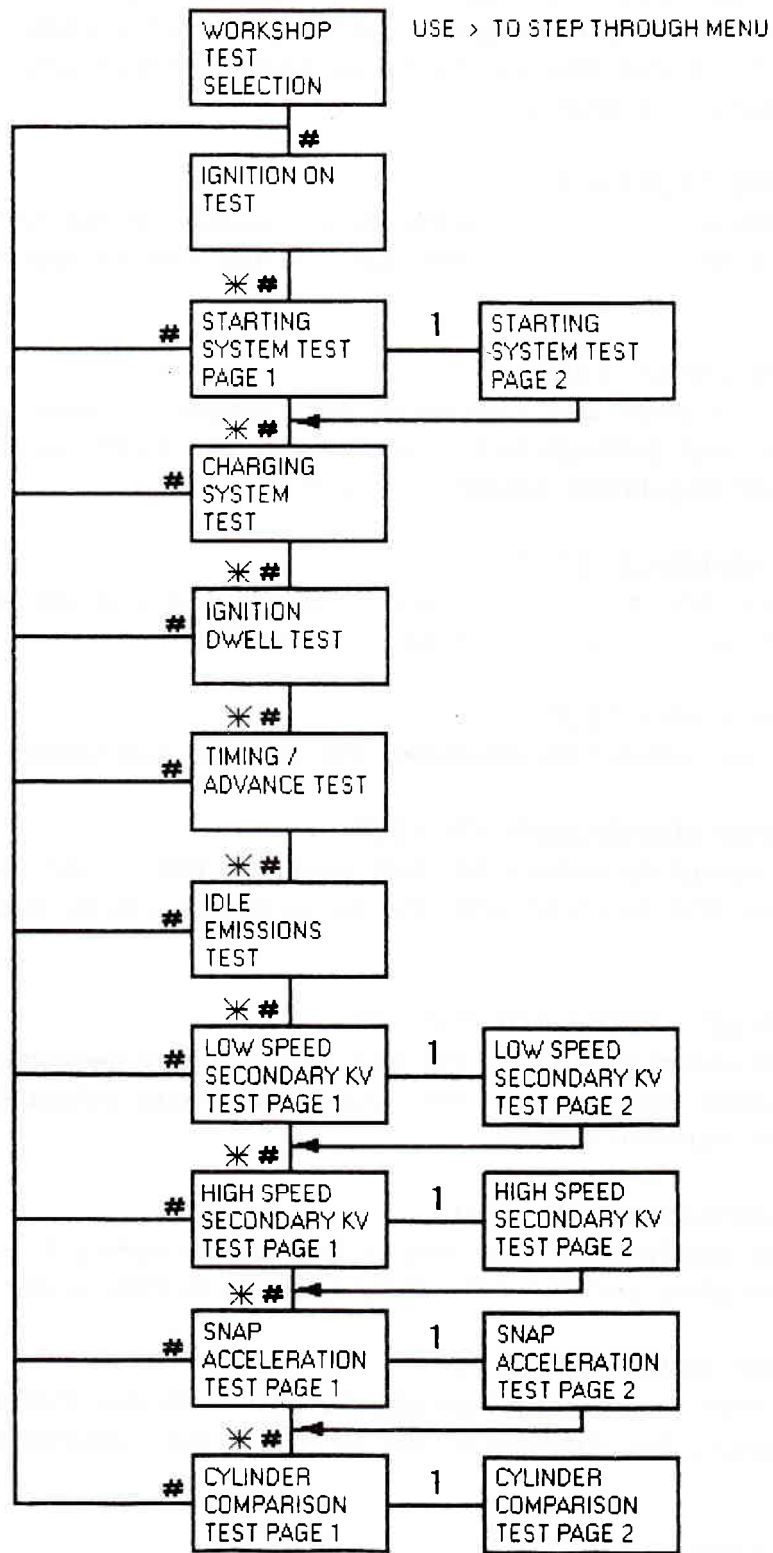 WORKSHOP
TEST
SELECTION
USE > TO STEP THROUGH MENU
#
IGNITION ON
TEST
* #
# STARTING
SYSTEM TEST
PAGE 1
1
STARTING
SYSTEM TEST
PAGE 2
* #
# CHARGING
SYSTEM
TEST
* #
# IGNITION
DWELL TEST
* #
# TIMING /
ADVANCE TEST
* #
# IDLE
EMISSIONS
TEST
* #
# LOW SPEED
SECONDARY KV
TEST PAGE 1
1
LOW SPEED
SECONDARY KV
TEST PAGE 2
* #
# HIGH SPEED
SECONDARY KV
TEST PAGE 1
1
HIGH SPEED
SECONDARY KV
TEST PAGE 2
* #
# SNAP
ACCELERATION
TEST PAGE 1
1
SNAP
ACCELERATION
TEST PAGE 2
* #
# CYLINDER
COMPARISON
TEST PAGE 1
1
CYLINDER
COMPARISON
TEST PAGE 2